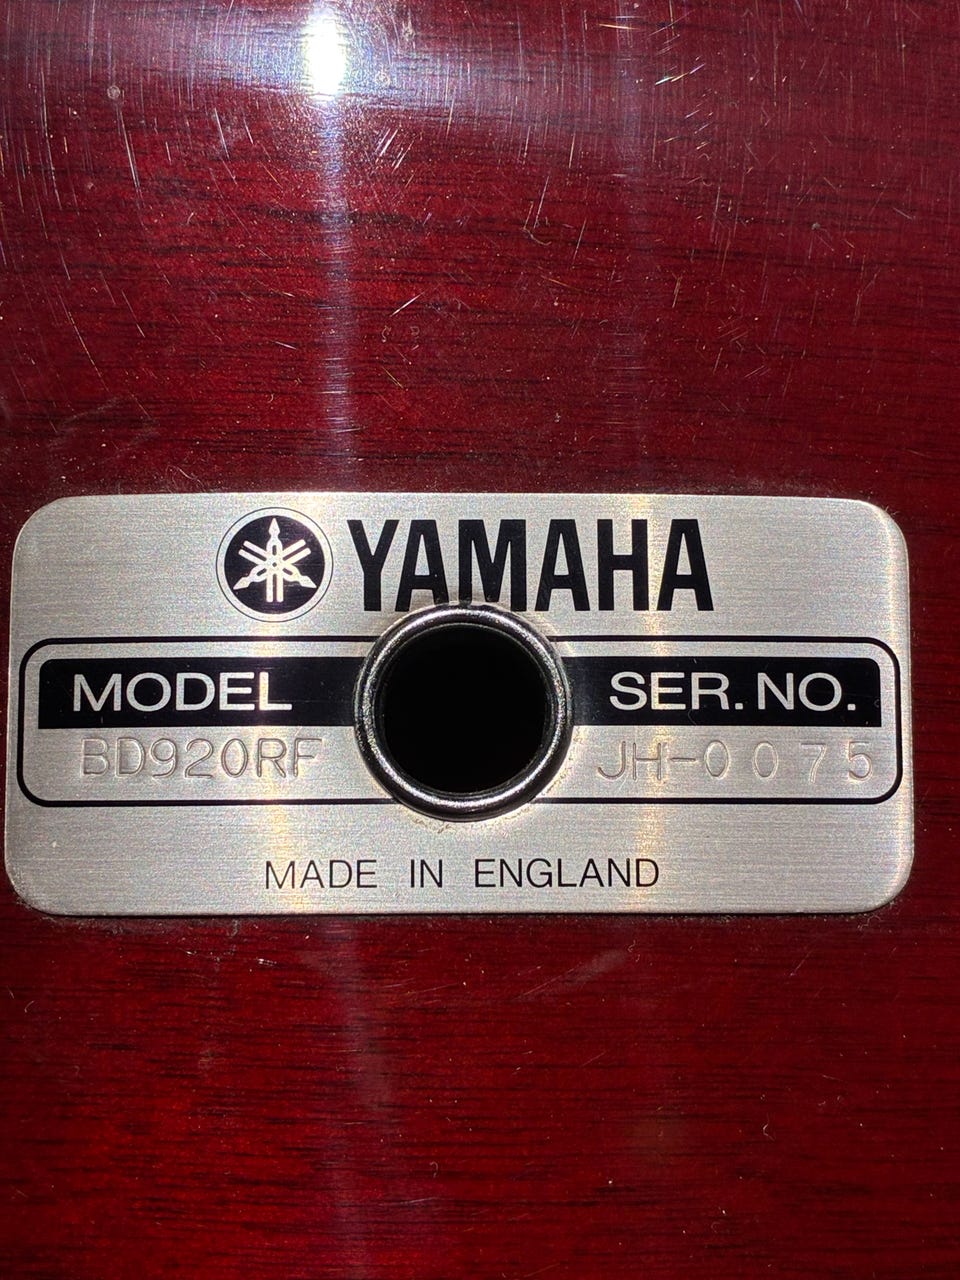 YAMAHA
MODEL SER. NO.
BD920RF JH-0075
MADE IN ENGLAND